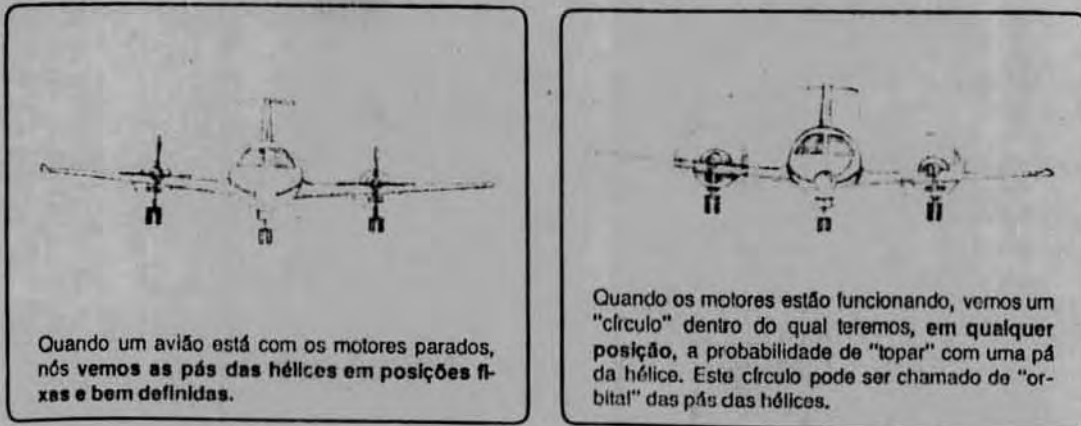 Quando um avião está com os motores parados,
nós vemos as pás das hélices em posições fi-
xas e bem definidas.
Quando os motores estão funcionando, vemos um
"círculo" dentro do qual teremos, em qualquer
posição, a probabilidade de "topar" com uma pá
da hélice. Este círculo pode ser chamado de "or-
bital" das pás das hélices.